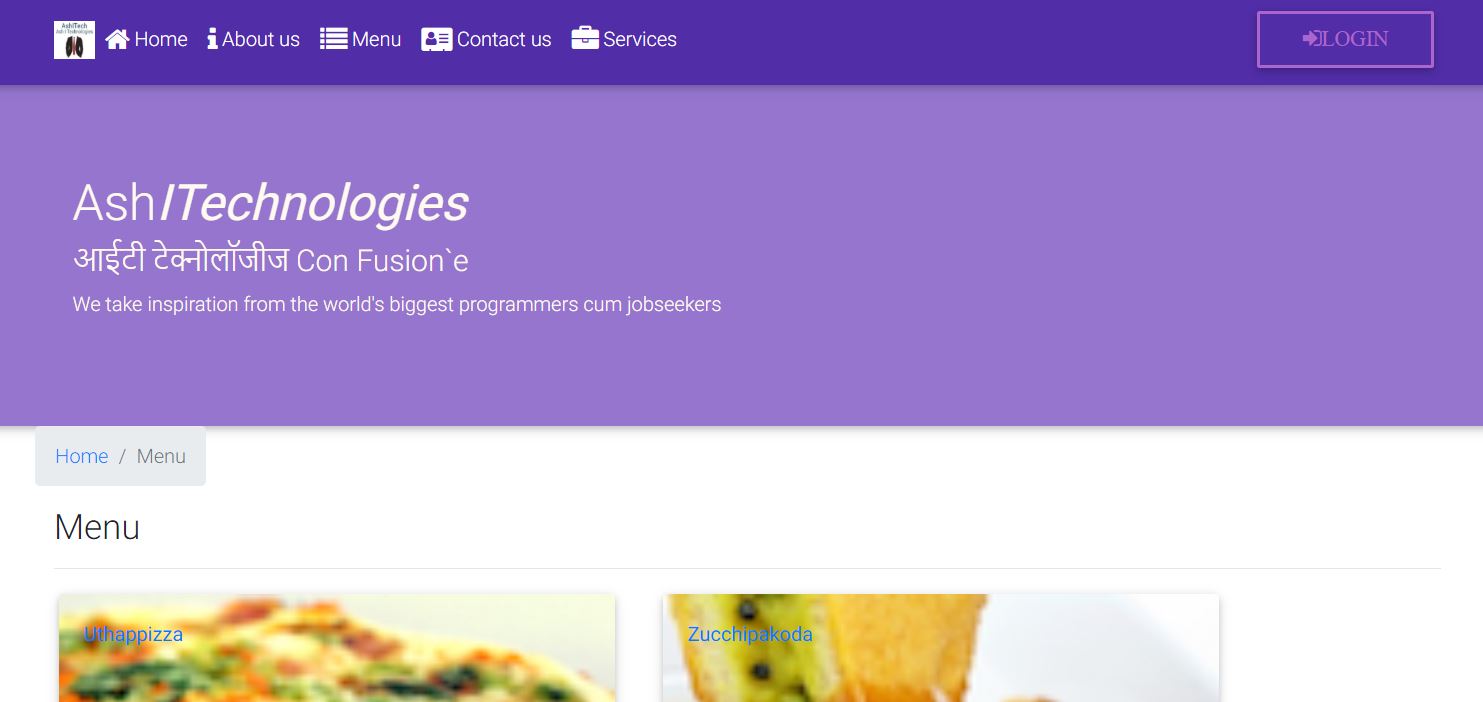 AshITech
Ash I Technologies
Home About us Menu Contact us Services
LOGIN
AshITechnologies
आईटी टेक्नोलॉजीज Con Fusion`e
We take inspiration from the world's biggest programmers cum jobseekers
Home / Menu
Menu
Uthappizza
Zucchipakoda